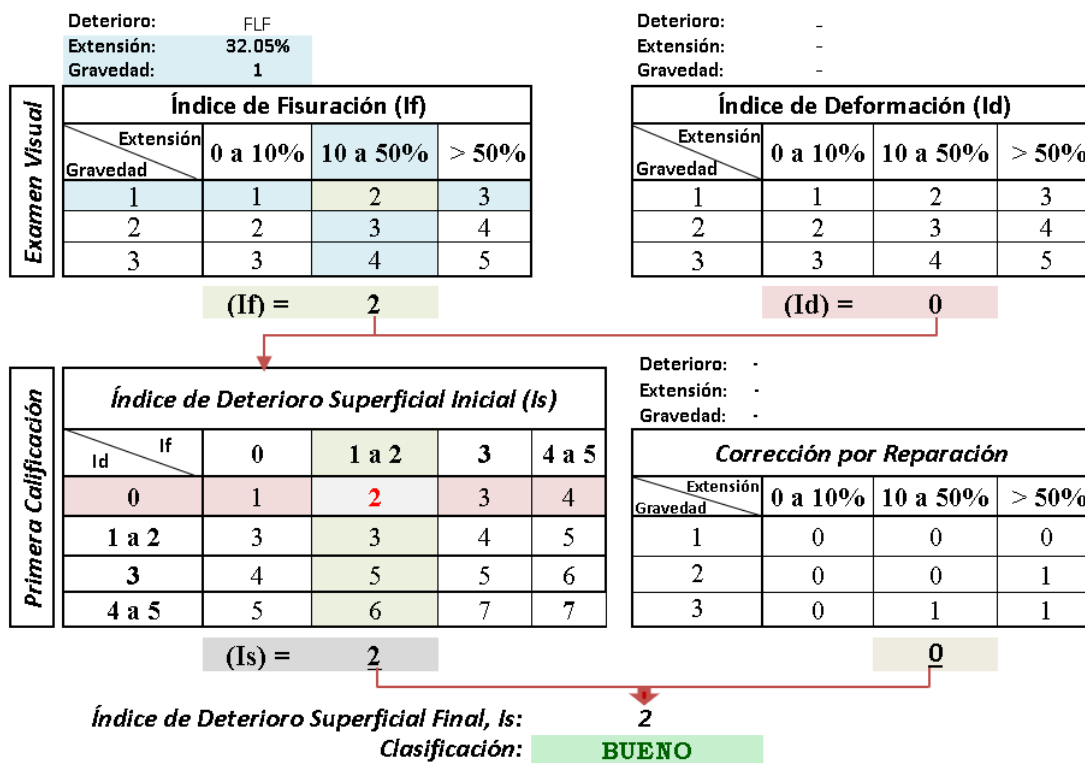 Deterioro: FLF
Extensión: 32.05%
Gravedad: 1
Deterioro: -
Extensión: -
Gravedad: -
Examen Visual
Índice de Fisuración (If)
Extensión
Gravedad
0 a 10% 10 a 50% > 50%
1 1 2 3
2 2 3 4
3 3 4 5
(If) = 2
Índice de Deformación (Id)
Extensión
Gravedad
0 a 10% 10 a 50% > 50%
1 1 2 3
2 2 3 4
3 3 4 5
(Id) = 0
Primera Calificación
Índice de Deterioro Superficial Inicial (Is)
If
Id
0 1 a 2 3 4 a 5
0 1 2 3 4
1 a 2 3 3 4 5
3 4 5 5 6
4 a 5 5 6 7 7
(Is) = 2
Deterioro: -
Extensión: -
Gravedad: -
Corrección por Reparación
Extensión
Gravedad
0 a 10% 10 a 50% > 50%
1 0 0 0
2 0 0 1
3 0 1 1
0
Índice de Deterioro Superficial Final, Is: 2
Clasificación: BUENO